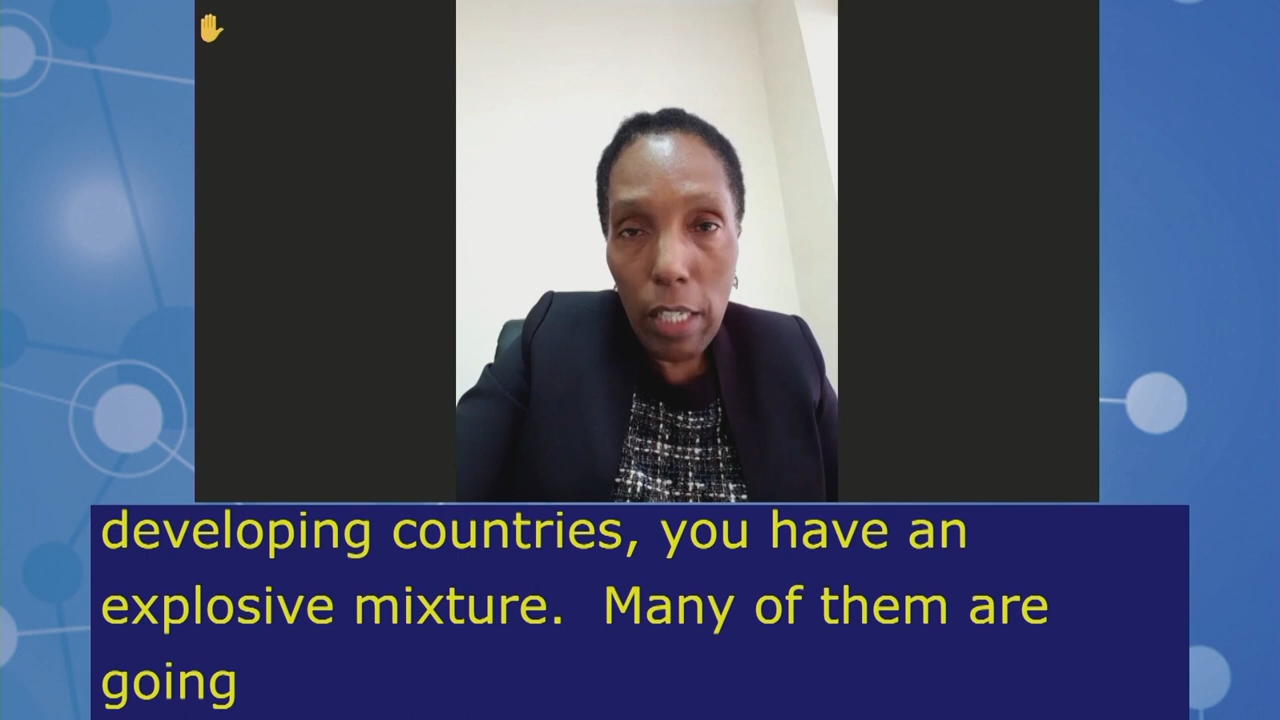 developing countries, you have an
explosive mixture.  Many of them are
going